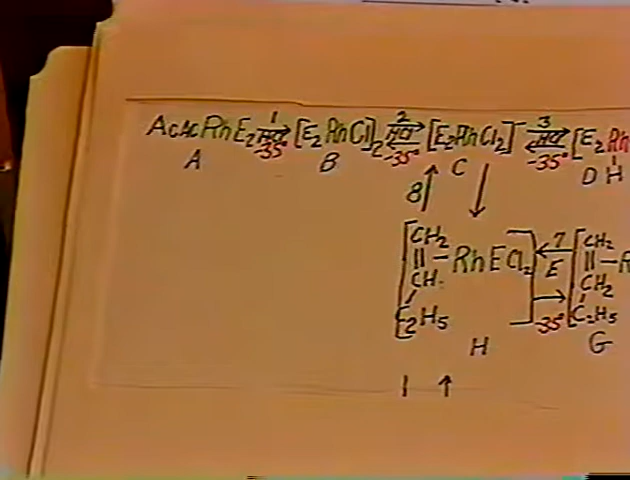 1 2 3
AcAcRhE₂ HCl [E₂RhCl]₂ HCl [E₂RhCl₂]⁻ HCl [E₂Rh
-35° -35° -35° H
A B C D
8
[CH₂ 7 [CH₂
|| — RhECl₂] E || — R
CH CH₂
C₂H₅ -35° C₂H₅
H G